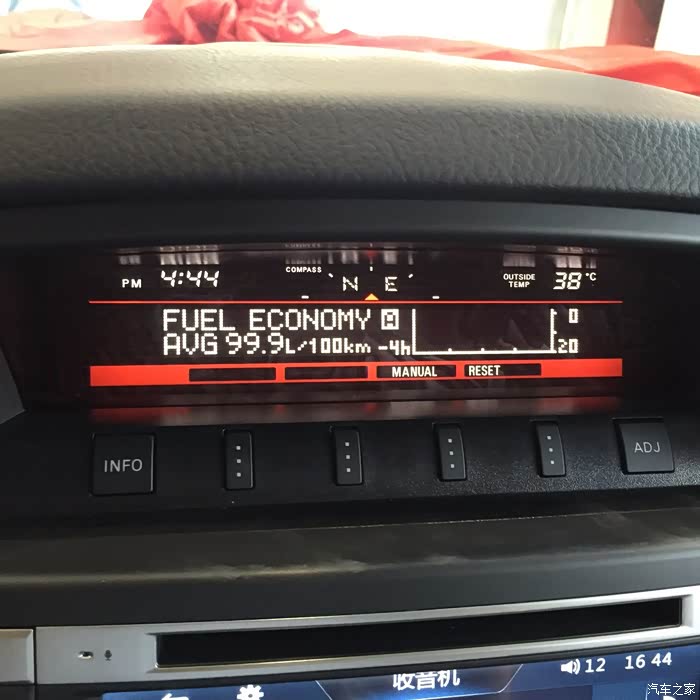 COMPASS
PM 4:44 N E OUTSIDE TEMP 38°C
FUEL ECONOMY M 0
AVG 99.9L/100km -4h 20
MANUAL RESET
INFO ADJ
收音机 12 16 44
汽车之家